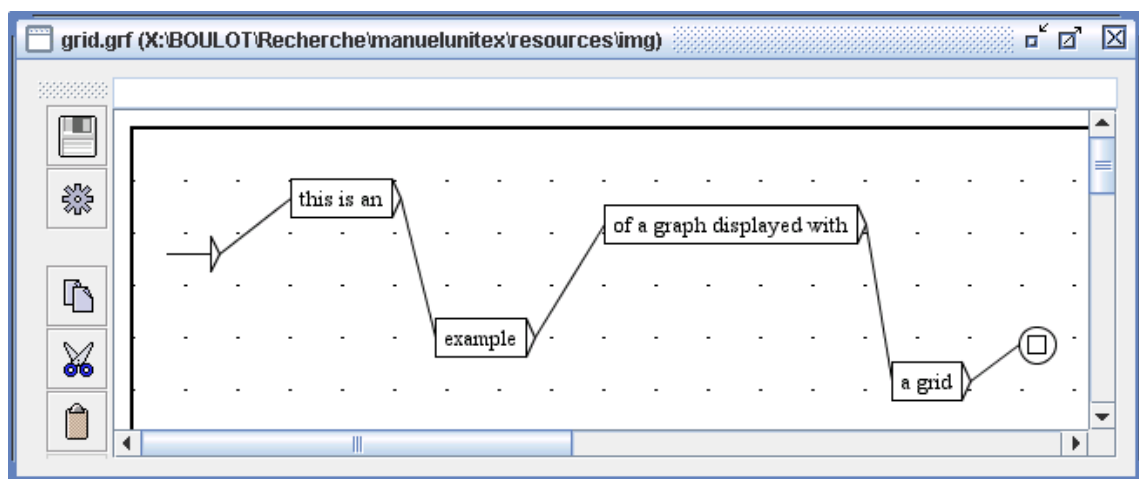 grid.grf (X:\BOULOT\Recherche\manuelunitex\resources\img)
this is an
example
of a graph displayed with
a grid